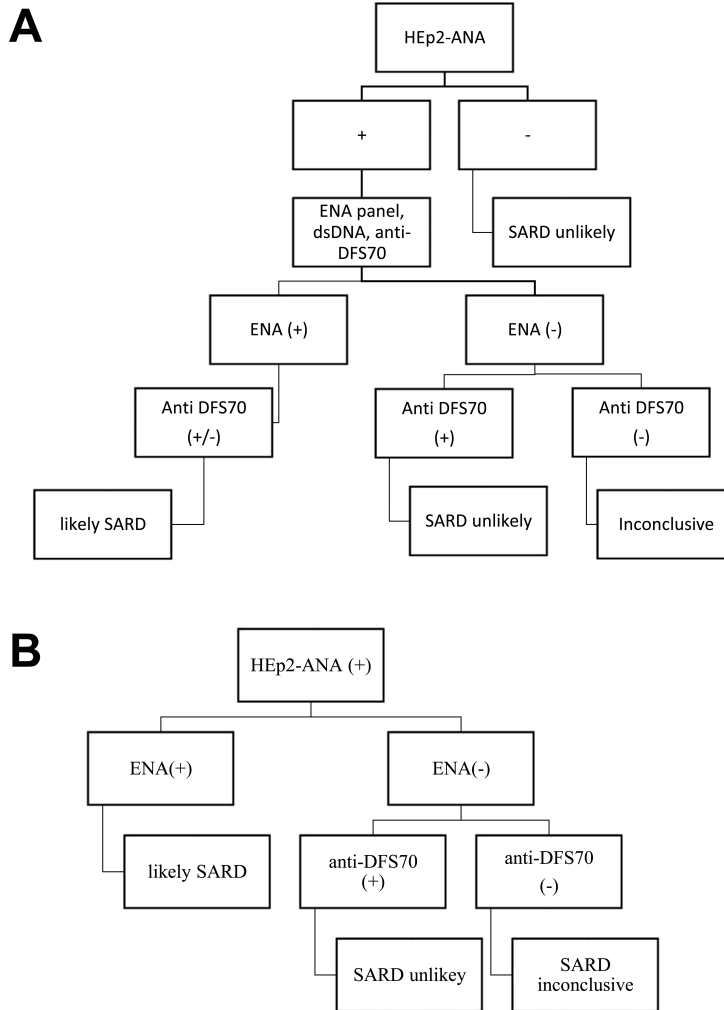 A
HEp2-ANA
+
-
ENA panel,
dsDNA, anti-
DFS70
SARD unlikely
ENA (+)
ENA (-)
Anti DFS70
(+/-)
Anti DFS70
(+)
Anti DFS70
(-)
likely SARD
SARD unlikely
Inconclusive
B
HEp2-ANA (+)
ENA(+)
ENA(-)
likely SARD
anti-DFS70
(+)
anti-DFS70
(-)
SARD unlikey
SARD
inconclusive